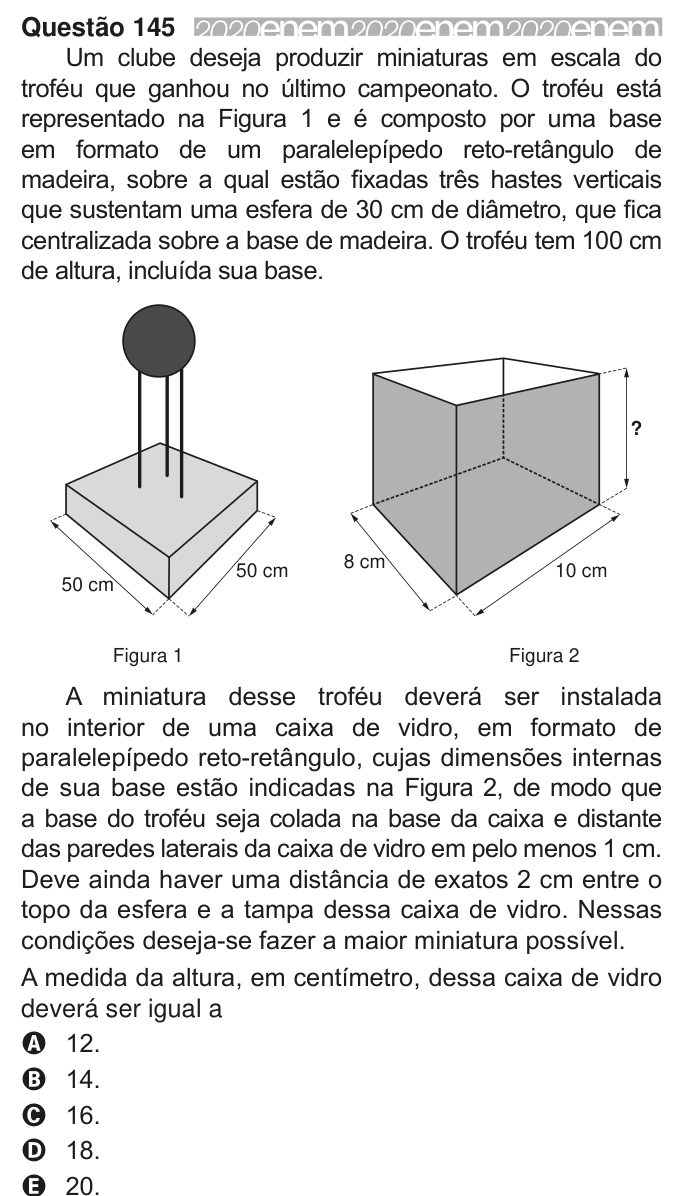 Questão 145 2020enem2020enem2020enem
Um clube deseja produzir miniaturas em escala do
troféu que ganhou no último campeonato. O troféu está
representado na Figura 1 e é composto por uma base
em formato de um paralelepípedo reto-retângulo de
madeira, sobre a qual estão fixadas três hastes verticais
que sustentam uma esfera de 30 cm de diâmetro, que fica
centralizada sobre a base de madeira. O troféu tem 100 cm
de altura, incluída sua base.
?
50 cm
50 cm
8 cm
10 cm
Figura 1
Figura 2
A miniatura desse troféu deverá ser instalada
no interior de uma caixa de vidro, em formato de
paralelepípedo reto-retângulo, cujas dimensões internas
de sua base estão indicadas na Figura 2, de modo que
a base do troféu seja colada na base da caixa e distante
das paredes laterais da caixa de vidro em pelo menos 1 cm.
Deve ainda haver uma distância de exatos 2 cm entre o
topo da esfera e a tampa dessa caixa de vidro. Nessas
condições deseja-se fazer a maior miniatura possível.
A medida da altura, em centímetro, dessa caixa de vidro
deverá ser igual a
A 12.
B 14.
C 16.
D 18.
E 20.